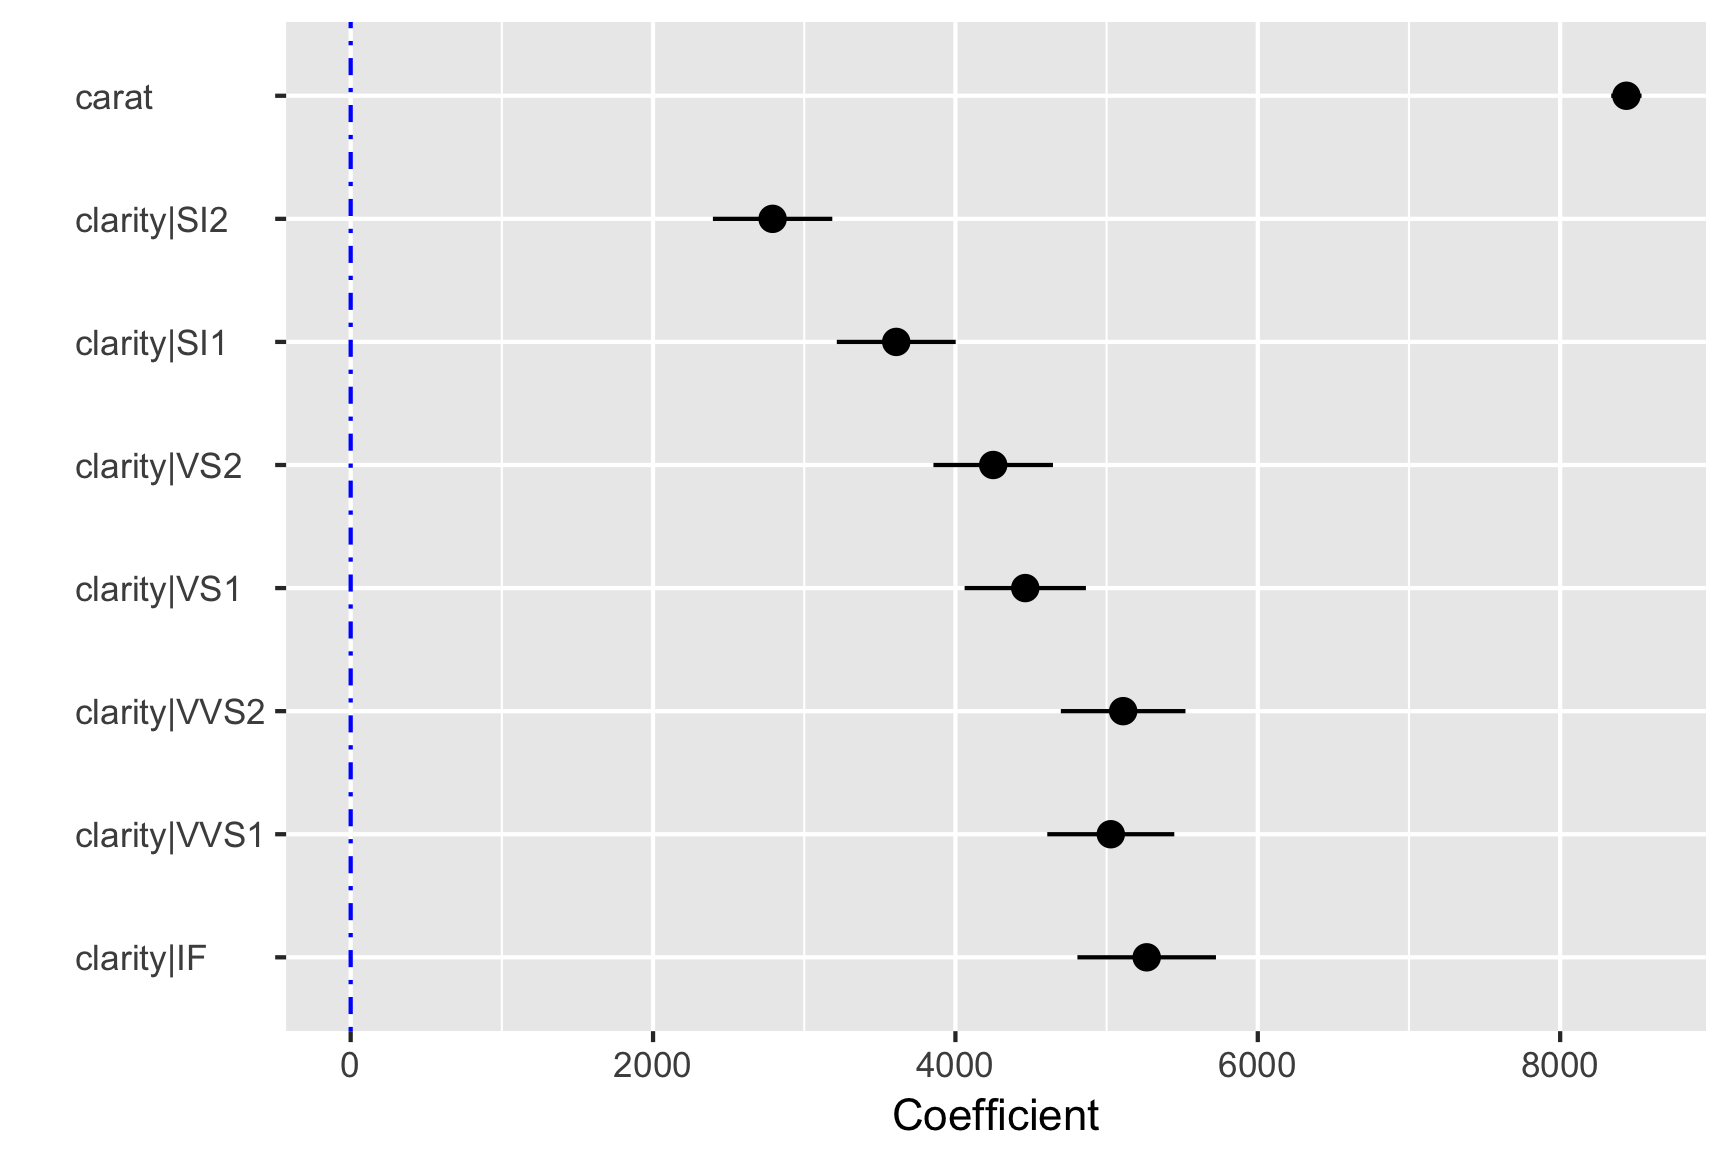 carat
clarity|SI2
clarity|SI1
clarity|VS2
clarity|VS1
clarity|VVS2
clarity|VVS1
clarity|IF
0 2000 4000 6000 8000
Coefficient